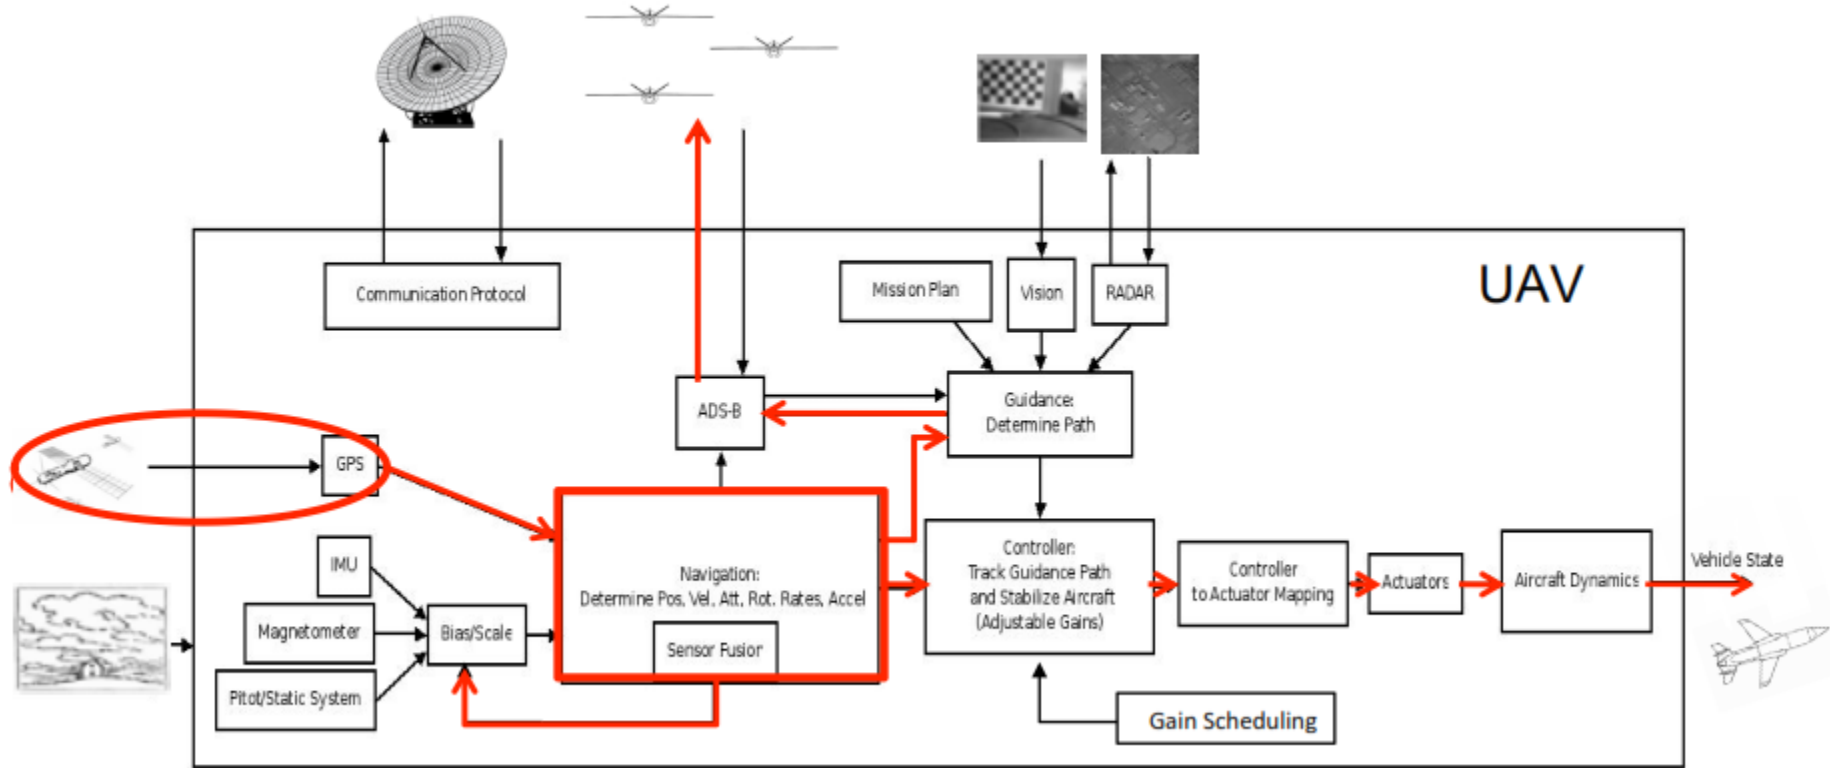 UAV
Communication Protocol
Mission Plan
Vision
RADAR
ADS-B
Guidance:
Determine Path
GPS
IMU
Magnetometer
Pitot/Static System
Bias/Scale
Navigation:
Determine Pos, Vel, Att, Rot. Rates, Accel
Sensor Fusion
Controller:
Track Guidance Path
and Stabilize Aircraft
(Adjustable Gains)
Controller
to Actuator Mapping
Actuators
Aircraft Dynamics
Vehicle State
Gain Scheduling